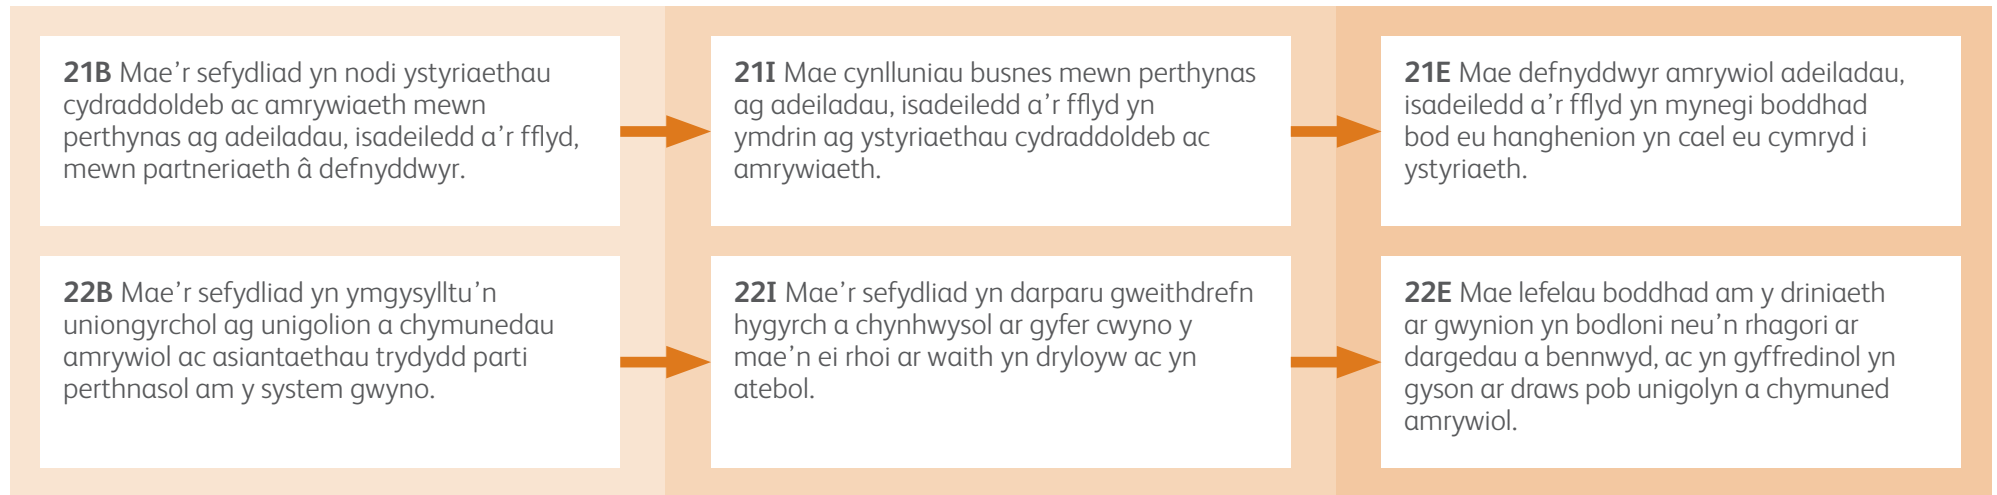 21B Mae’r sefydliad yn nodi ystyriaethau
cydraddoldeb ac amrywiaeth mewn
perthynas ag adeiladau, isadeiledd a’r fflyd,
mewn partneriaeth â defnyddwyr.
21I Mae cynlluniau busnes mewn perthynas
ag adeiladau, isadeiledd a’r fflyd yn
ymdrin ag ystyriaethau cydraddoldeb ac
amrywiaeth.
21E Mae defnyddwyr amrywiol adeiladau,
isadeiledd a’r fflyd yn mynegi boddhad
bod eu hanghenion yn cael eu cymryd i
ystyriaeth.
22B Mae’r sefydliad yn ymgysylltu’n
uniongyrchol ag unigolion a chymunedau
amrywiol ac asiantaethau trydydd parti
perthnasol am y system gwyno.
22I Mae’r sefydliad yn darparu gweithdrefn
hygyrch a chynhwysol ar gyfer cwyno y
mae’n ei rhoi ar waith yn dryloyw ac yn
atebol.
22E Mae lefelau boddhad am y driniaeth
ar gwynion yn bodloni neu’n rhagori ar
dargedau a bennwyd, ac yn gyffredinol yn
gyson ar draws pob unigolyn a chymuned
amrywiol.